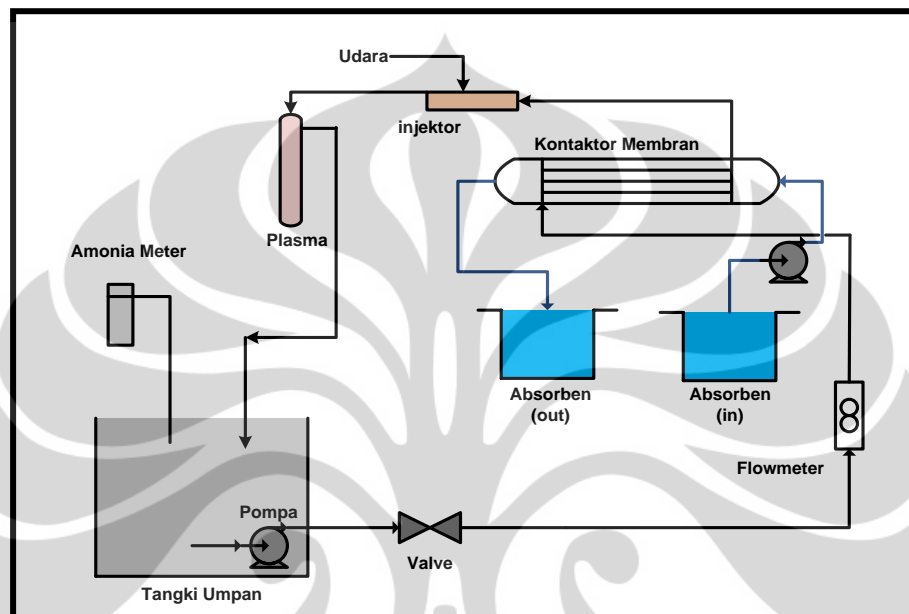 Udara
injektor
Kontaktor Membran
Plasma
Amonia Meter
Absorben
(out)
Absorben
(in)
Flowmeter
Pompa
Valve
Tangki Umpan